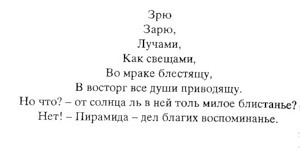 Зрю
Зарю,
Лучами,
Как свещами,
Во мраке блестящу,
В восторг все души приводящу.
Но что? – от солнца ль в ней толь милое блистанье?
Нет! – Пирамида – дел благих воспоминанье.